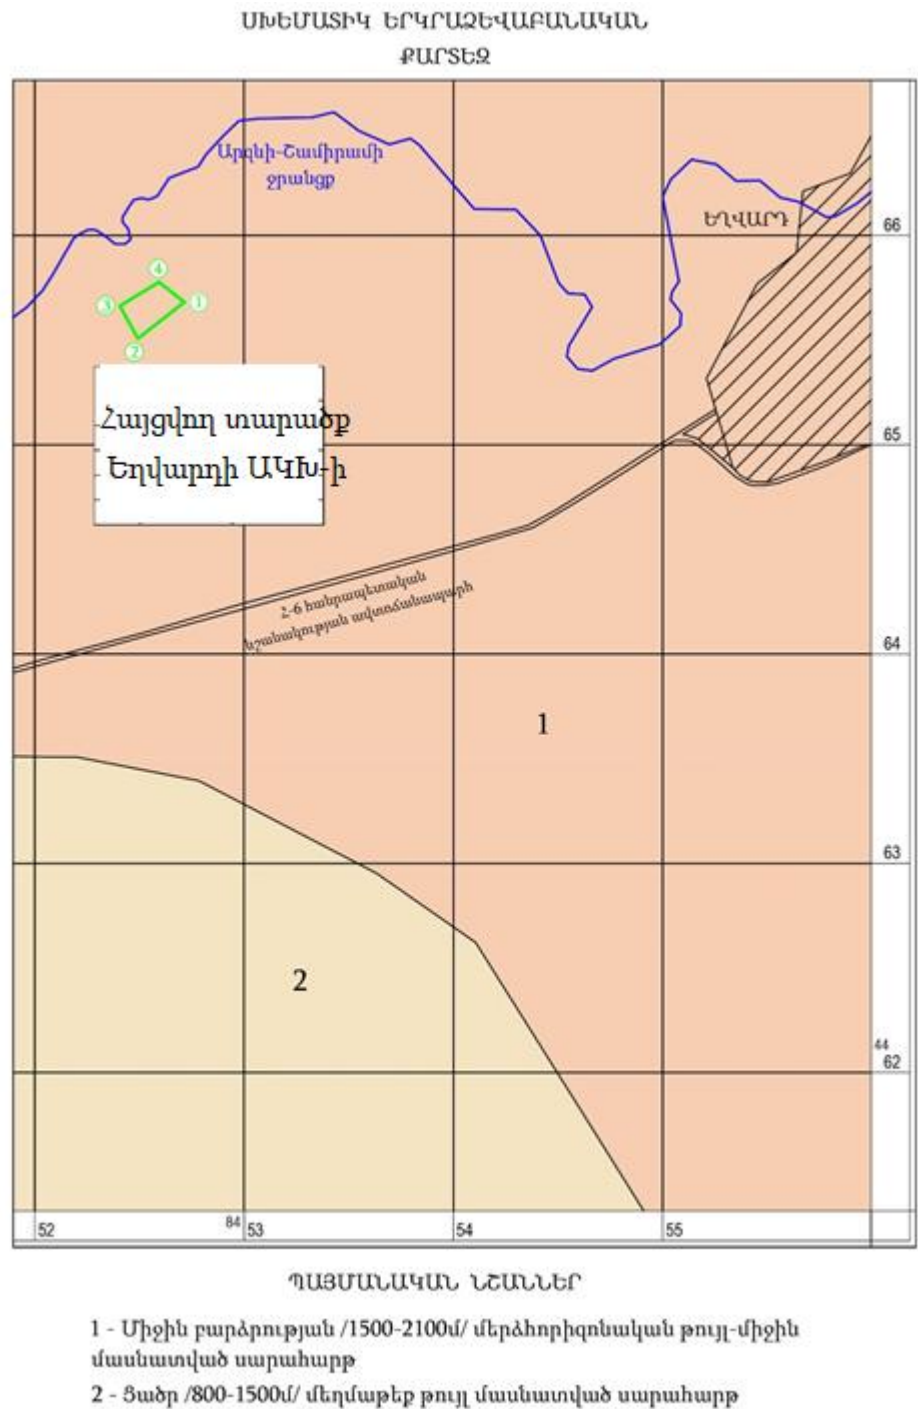 ՍԽԵՄԱՏԻԿ ԵՐԿՐԱՁԵՎԱԲԱՆԱԿԱՆ
ՔԱՐՏԵԶ
Արզնի-Շամիրամի
ջրանցք
ԵՂՎԱՐԴ
66
4
3
1
2
Հայցվող տարածք
65
Եղվարդի ԱԿԽ-ի
Հ-6 հանրապետական
նշանակության ավտոճանապարհ
64
1
63
2
44
62
52
84 53
54
55
ՊԱՅՄԱՆԱԿԱՆ ՆՇԱՆՆԵՐ
1 - Միջին բարձրության /1500-2100մ/ մերձհորիզոնական թույլ-միջին
մասնատված սարահարթ
2 - Ցածր /800-1500մ/ մեղմաթեք թույլ մասնատված սարահարթ